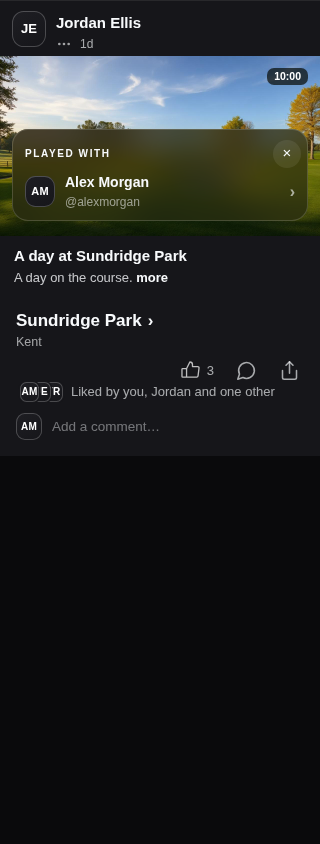 JE
Jordan Ellis
••• 1d
10:00
PLAYED WITH
×
AM
Alex Morgan
@alexmorgan
›
A day at Sundridge Park
A day on the course. more
Sundridge Park ›
Kent
3
AM E R Liked by you, Jordan and one other
AM Add a comment…